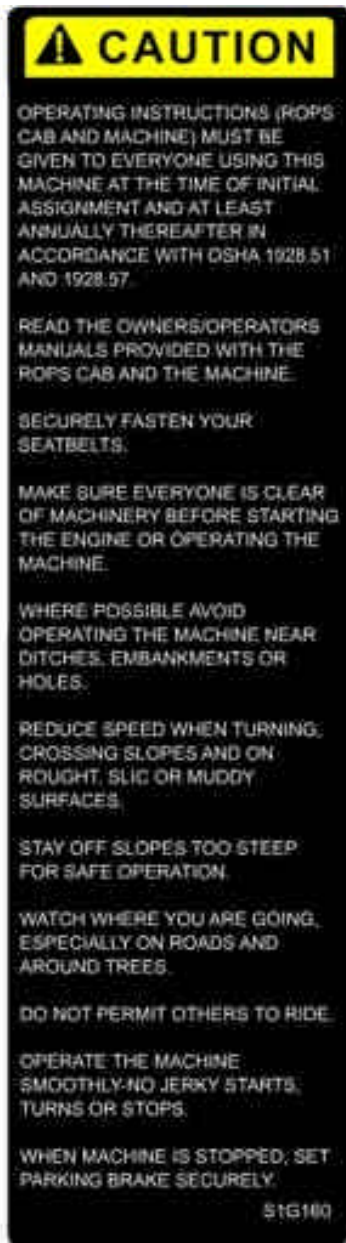 CAUTION
OPERATING INSTRUCTIONS (ROPS
CAB AND MACHINE) MUST BE
GIVEN TO EVERYONE USING THIS
MACHINE AT THE TIME OF INITIAL
ASSIGNMENT AND AT LEAST
ANNUALLY THEREAFTER IN
ACCORDANCE WITH OSHA 1928.51
AND 1928.57.
READ THE OWNERS/OPERATORS
MANUALS PROVIDED WITH THE
ROPS CAB AND THE MACHINE.
SECURELY FASTEN YOUR
SEATBELTS.
MAKE SURE EVERYONE IS CLEAR
OF MACHINERY BEFORE STARTING
THE ENGINE OR OPERATING THE
MACHINE.
WHERE POSSIBLE AVOID
OPERATING THE MACHINE NEAR
DITCHES, EMBANKMENTS OR
HOLES.
REDUCE SPEED WHEN TURNING,
CROSSING SLOPES AND ON
ROUGHT, SLIC OR MUDDY
SURFACES.
STAY OFF SLOPES TOO STEEP
FOR SAFE OPERATION.
WATCH WHERE YOU ARE GOING,
ESPECIALLY ON ROADS AND
AROUND TREES.
DO NOT PERMIT OTHERS TO RIDE.
OPERATE THE MACHINE
SMOOTHLY-NO JERKY STARTS,
TURNS OR STOPS.
WHEN MACHINE IS STOPPED, SET
PARKING BRAKE SECURELY.
S1G160